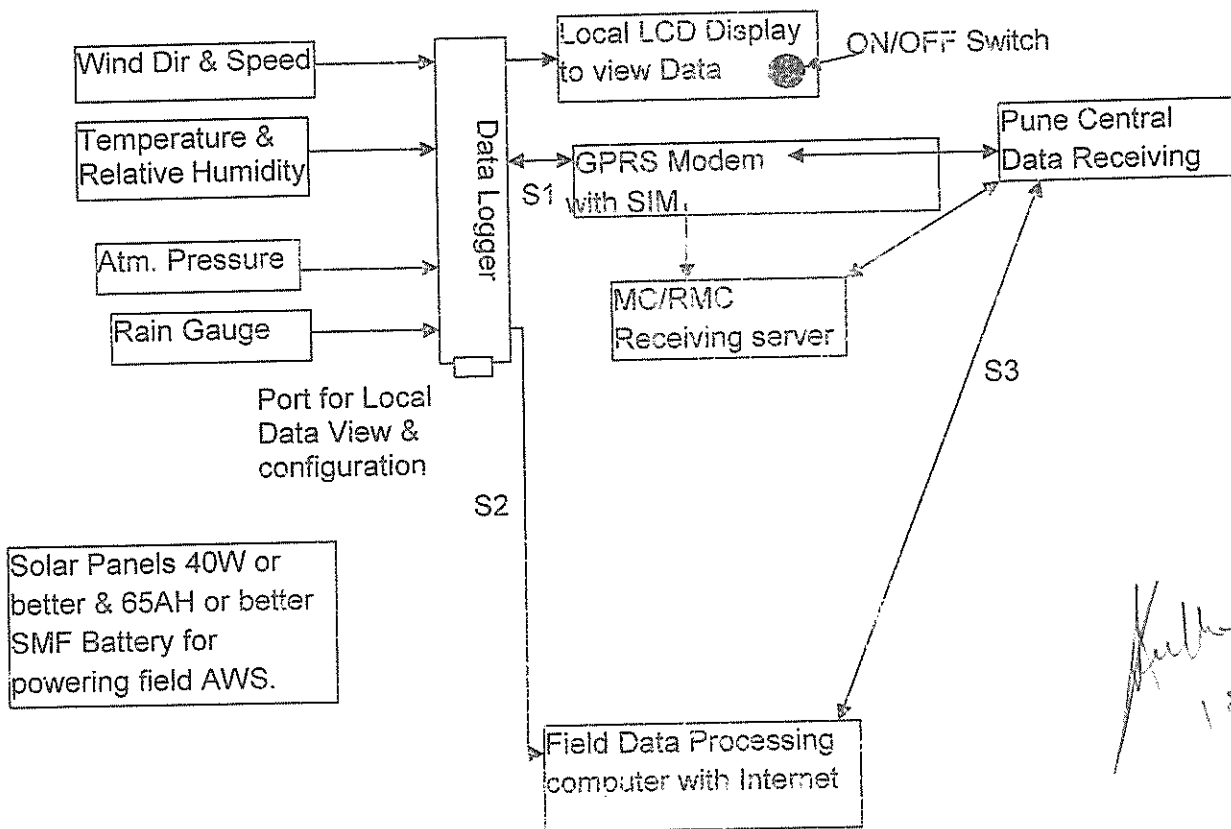 Wind Dir & Speed
Temperature &
Relative Humidity
Atm. Pressure
Rain Gauge
Data Logger
Port for Local
Data View &
configuration
Local LCD Display
to view Data
ON/OFF Switch
S1
GPRS Modem
with SIM
Pune Central
Data Receiving
MC/RMC
Receiving server
S3
S2
Solar Panels 40W or
better & 65AH or better
SMF Battery for
powering field AWS.
Field Data Processing
computer with Internet